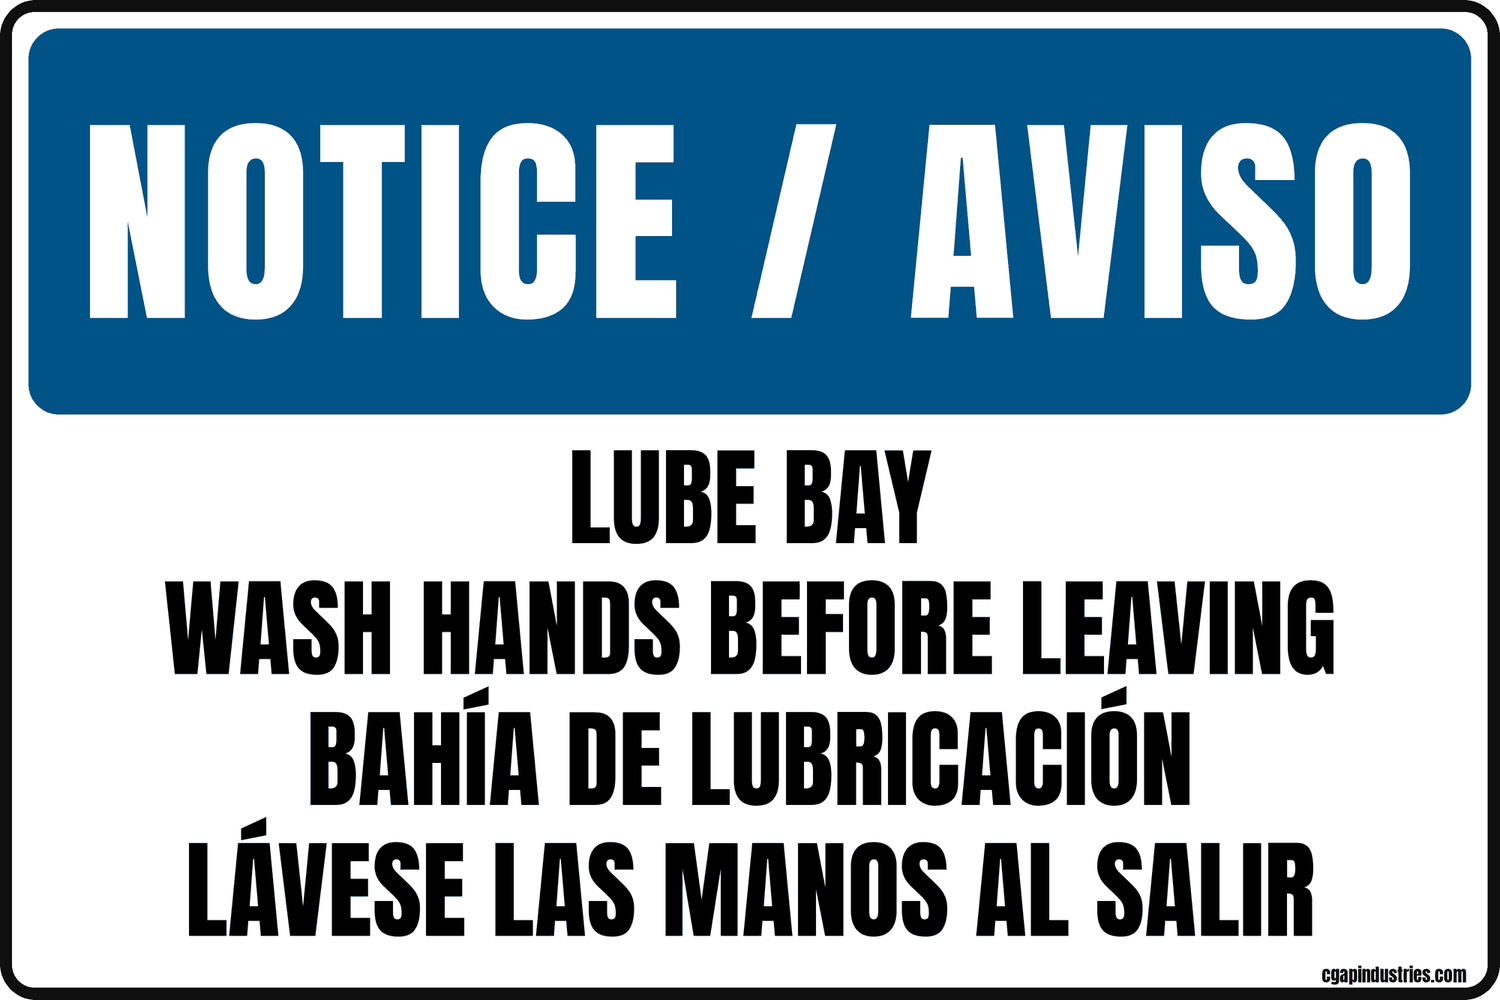 NOTICE / AVISO
LUBE BAY
WASH HANDS BEFORE LEAVING
BAHÍA DE LUBRICACIÓN
LÁVESE LAS MANOS AL SALIR
cgapindustries.com